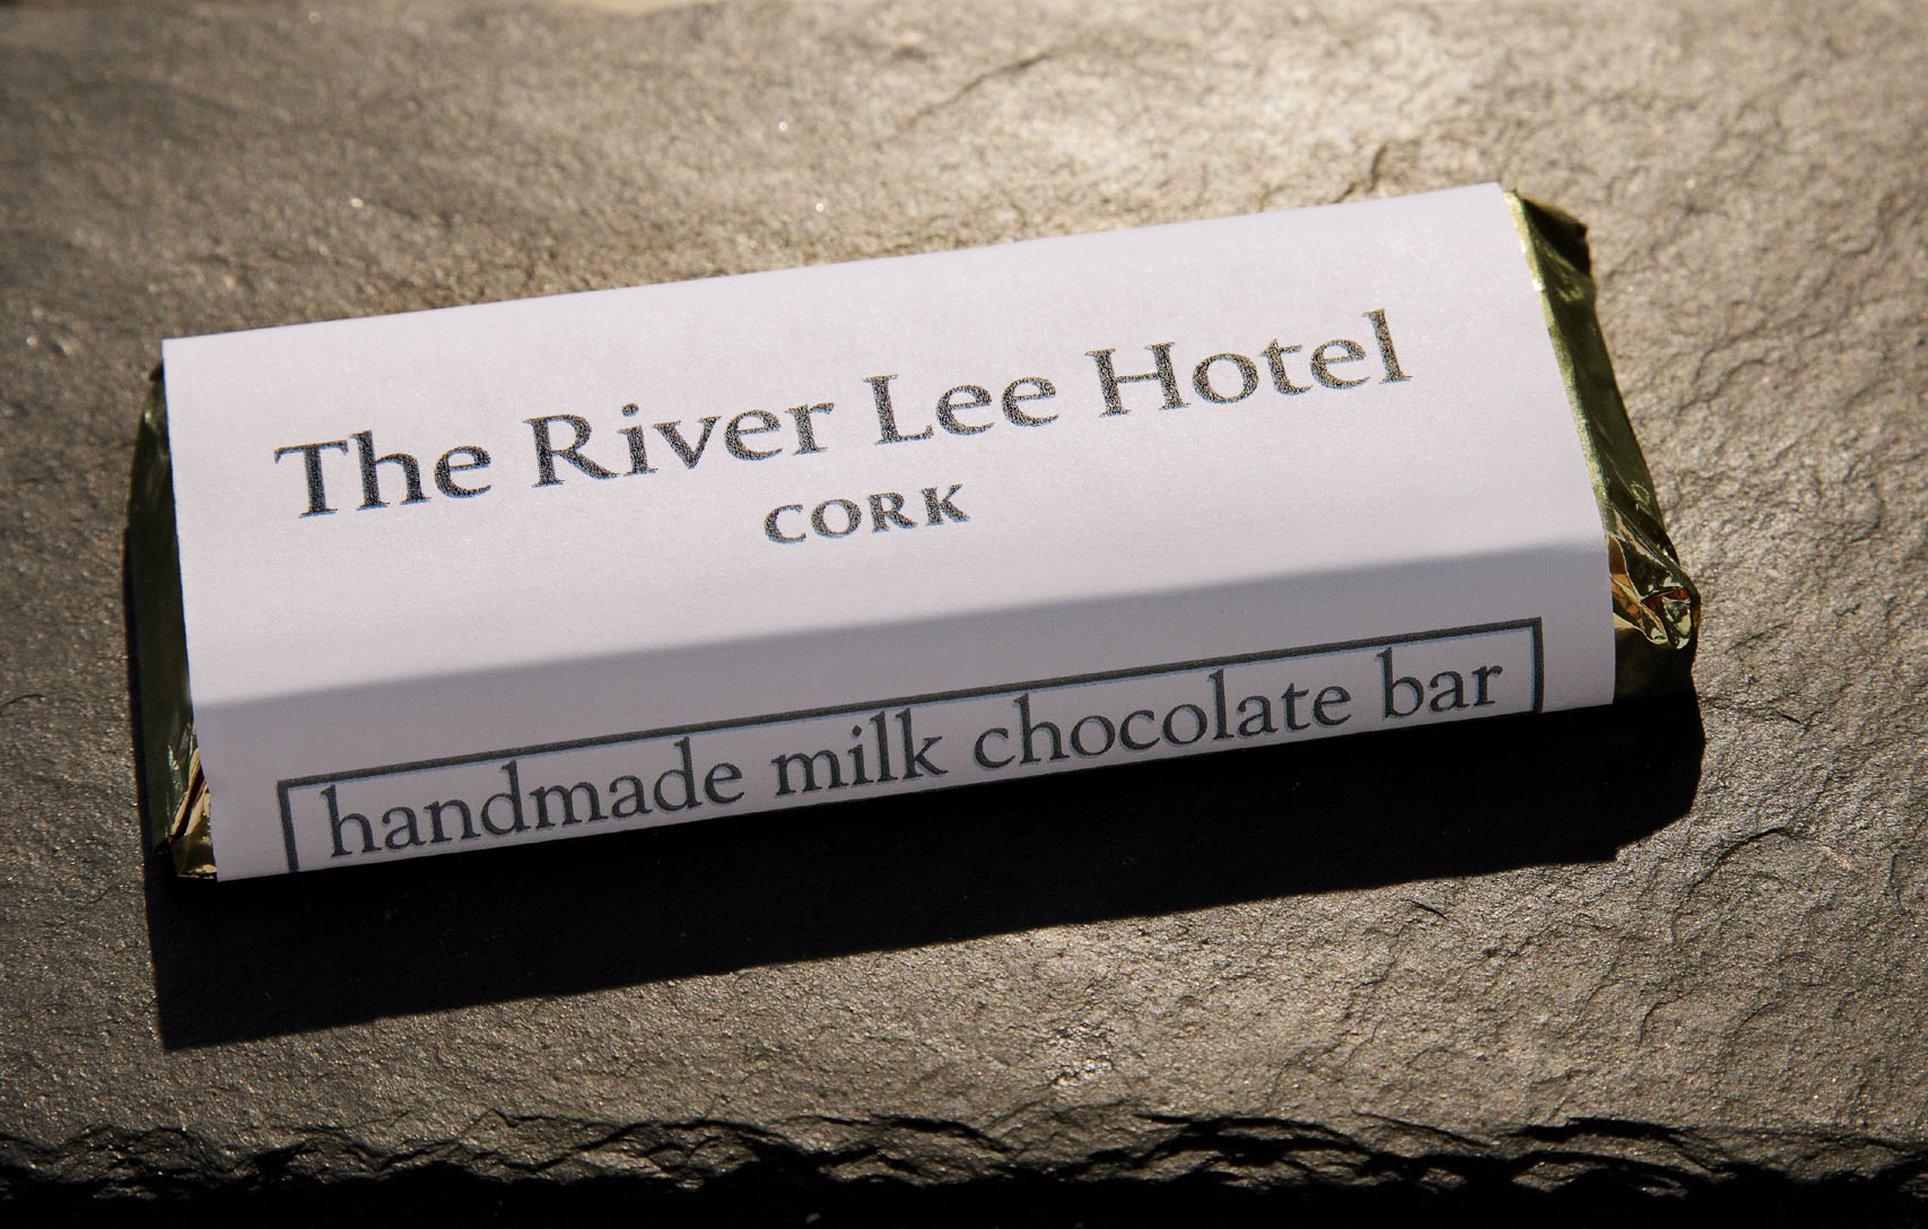 The River Lee Hotel
CORK
handmade milk chocolate bar